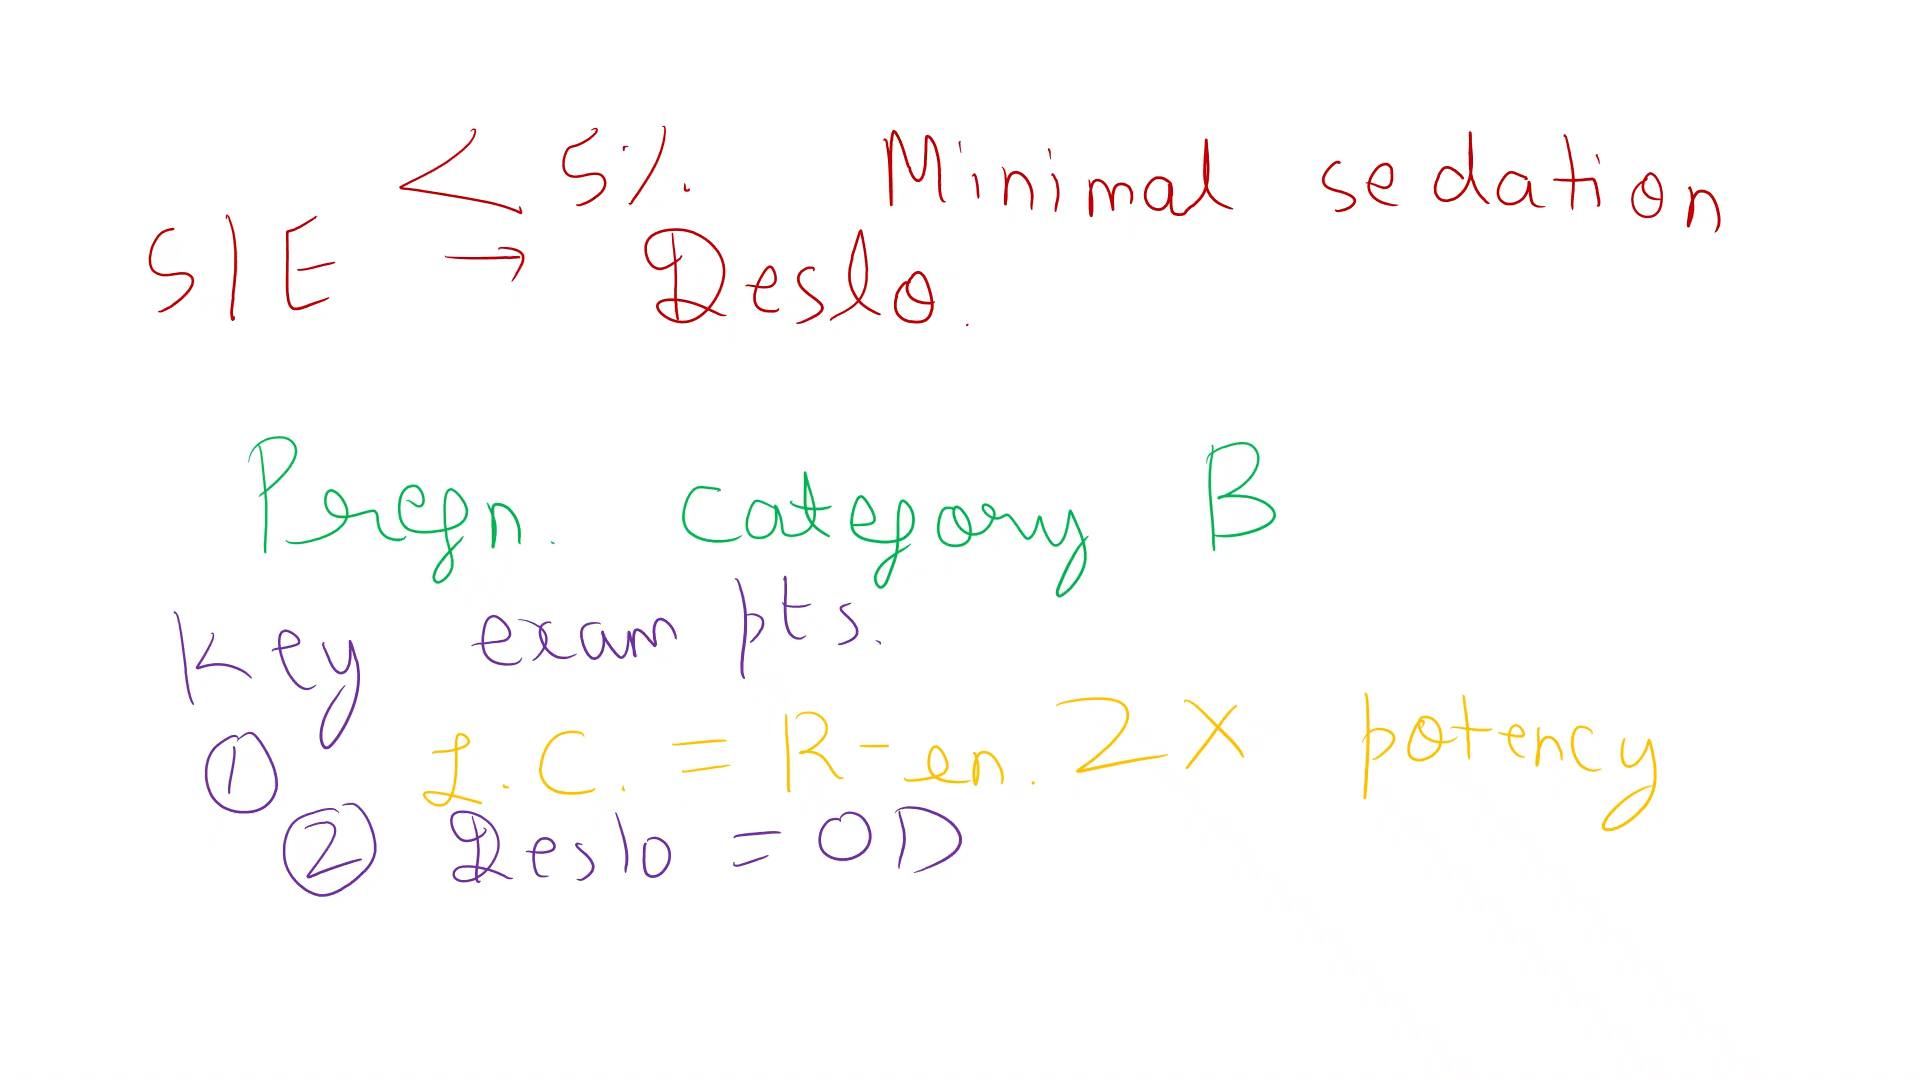 < 5%. Minimal sedation
S/E → Deslo.
Pregn. category B
Key exam pts.
① L.C. = R-en. 2X potency
② Deslo = OD